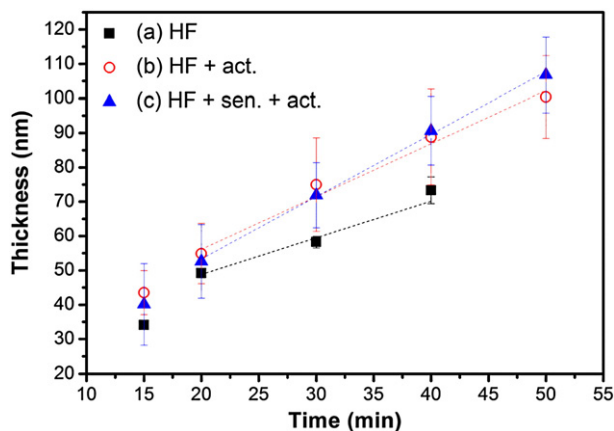 120
110
100
90
80
70
60
50
40
30
20
Thickness (nm)
(a) HF
(b) HF + act.
(c) HF + sen. + act.
10 15 20 25 30 35 40 45 50 55
Time (min)